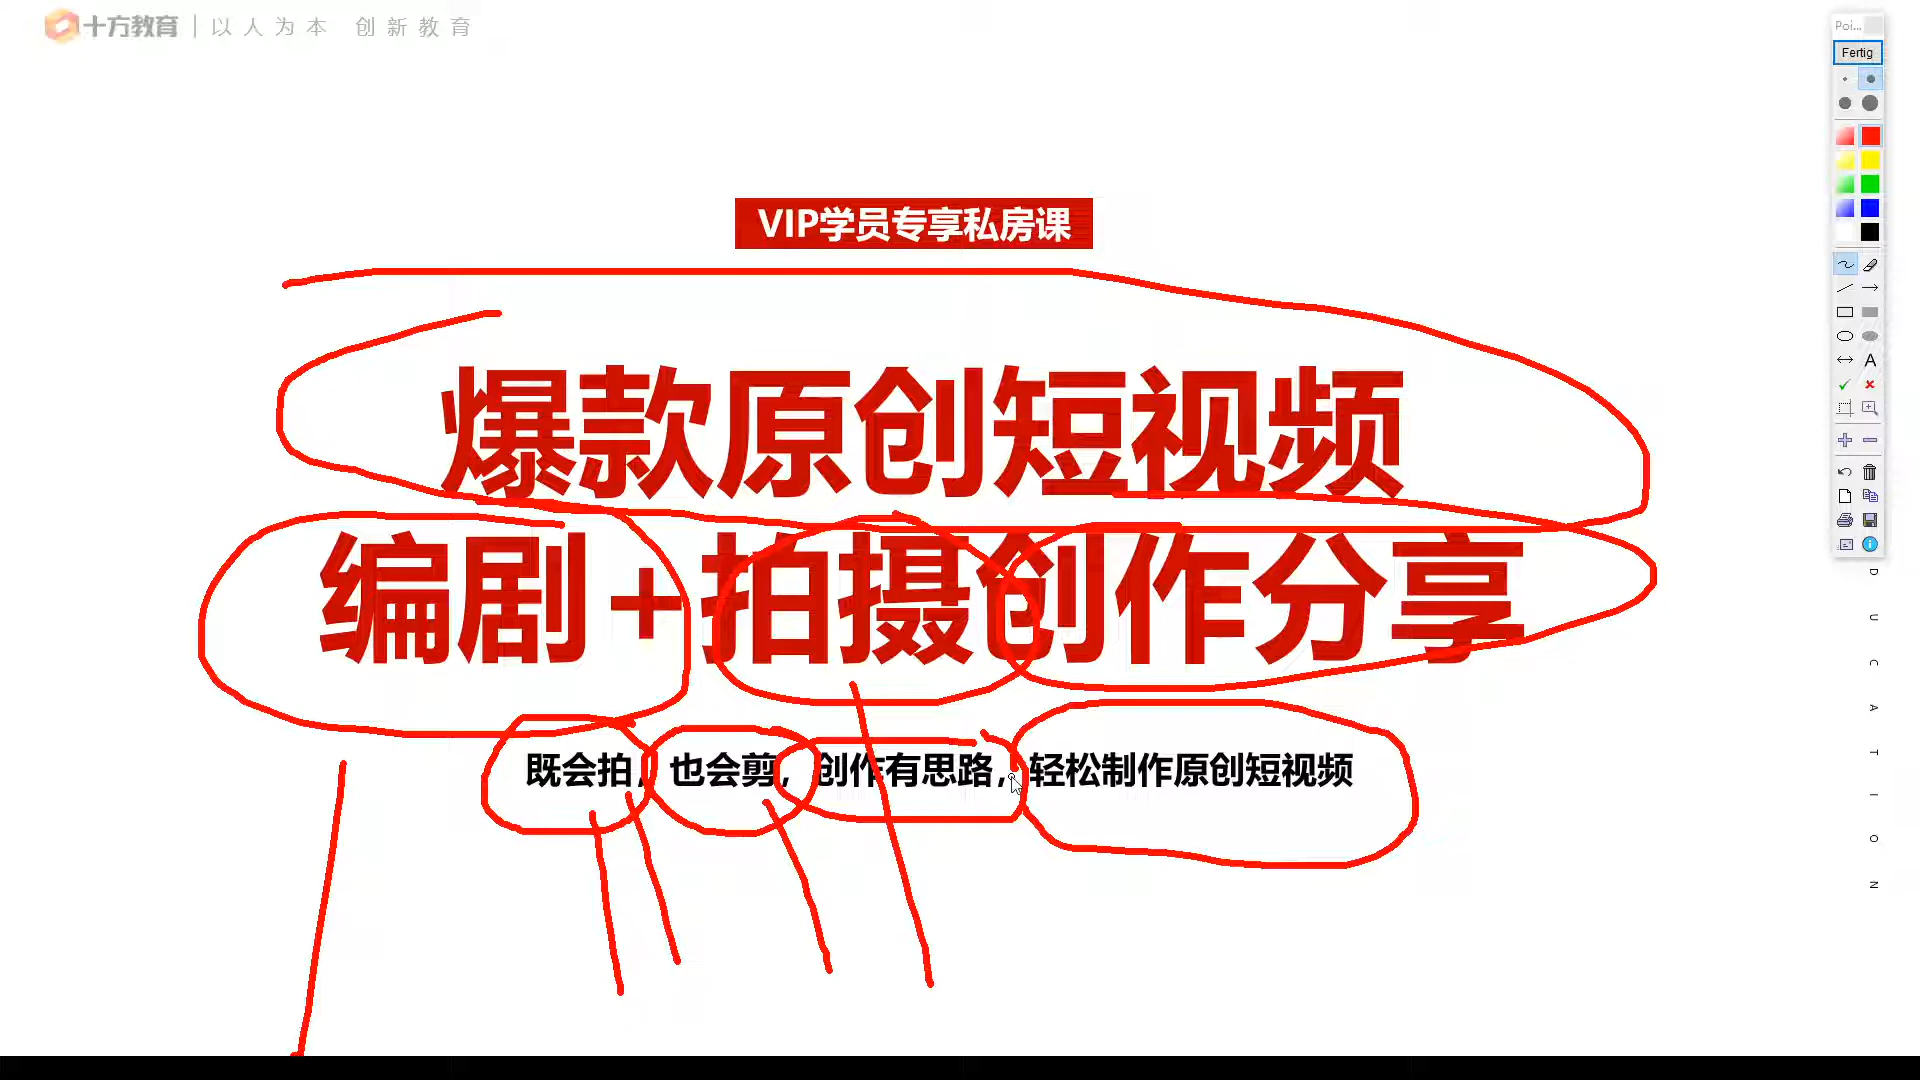 十方教育 | 以人为本 创新教育
Poi...
Fertig
VIP学员专享私房课
爆款原创短视频
编剧+拍摄创作分享
既会拍，也会剪，创作有思路，轻松制作原创短视频
A
D
U
C
A
T
I
O
N